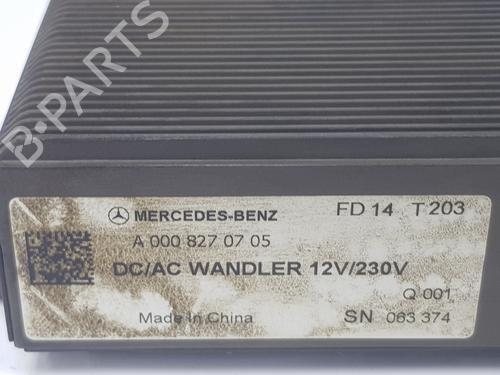 B-PARTS
MERCEDES-BENZ FD 14 T 203
A 000 827 07 05
DC/AC WANDLER 12V/230V
Q 001
Made In China SN 063 374